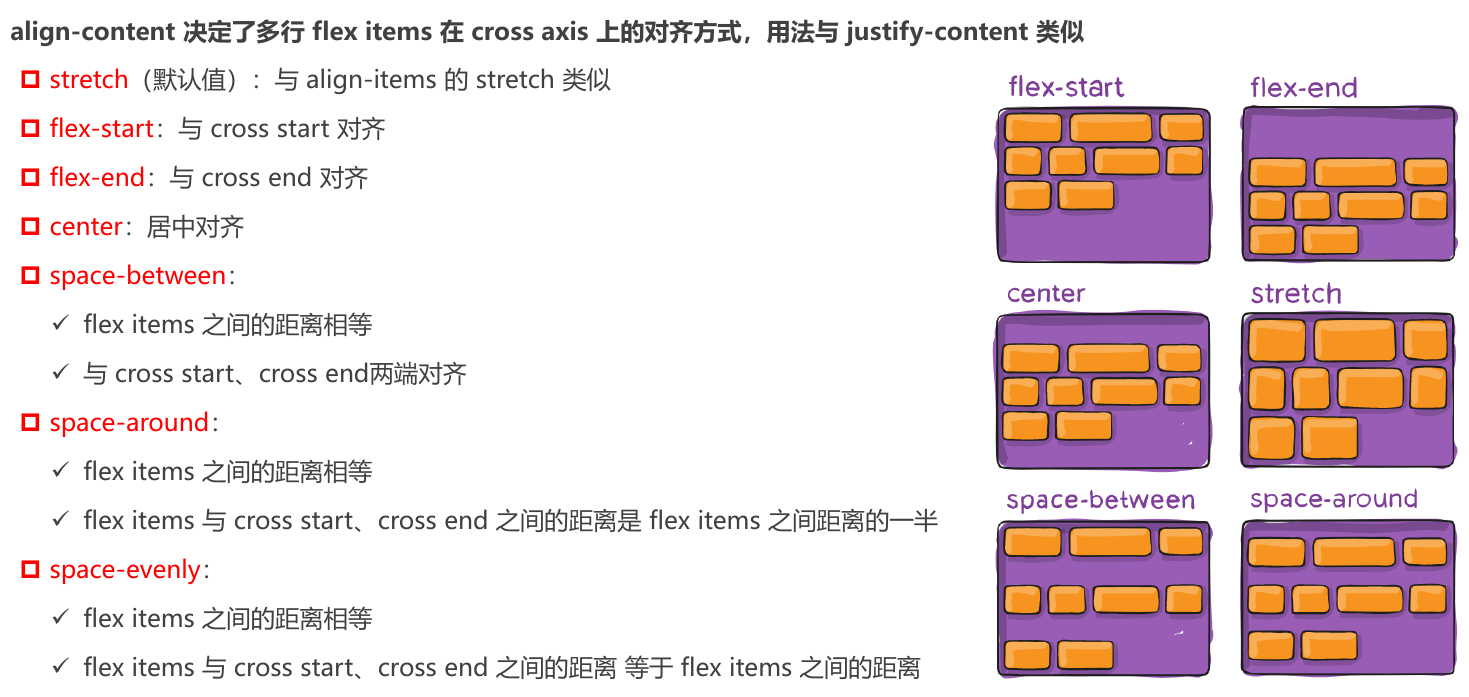 align-content 决定了多行 flex items 在 cross axis 上的对齐方式，用法与 justify-content 类似
stretch（默认值）：与 align-items 的 stretch 类似
flex-start：与 cross start 对齐
flex-end：与 cross end 对齐
center：居中对齐
space-between：
flex items 之间的距离相等
与 cross start、cross end两端对齐
space-around：
flex items 之间的距离相等
flex items 与 cross start、cross end 之间的距离是 flex items 之间距离的一半
space-evenly：
flex items 之间的距离相等
flex items 与 cross start、cross end 之间的距离 等于 flex items 之间的距离
flex-start
flex-end
center
stretch
space-between
space-around